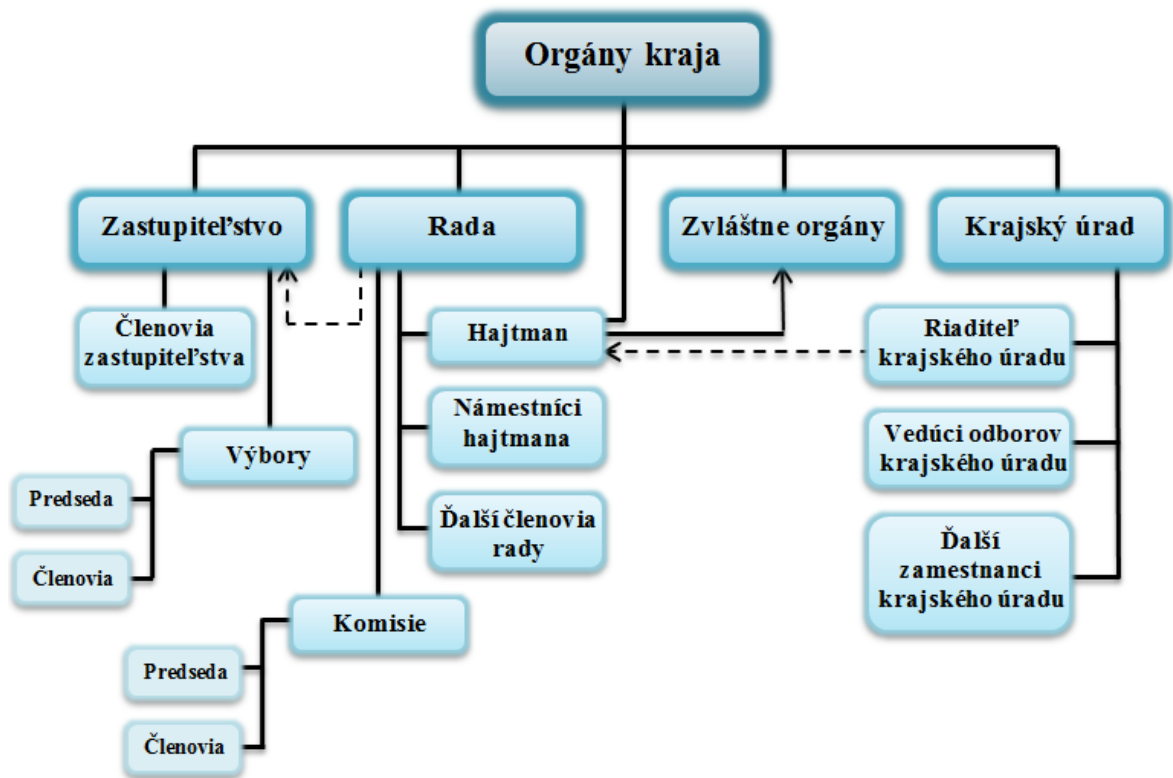 Orgány kraja
Zastupiteľstvo
Rada
Zvláštne orgány
Krajský úrad
Členovia
zastupiteľstva
Hajtman
Riaditeľ
krajského úradu
Námestníci
hajtmana
Vedúci odborov
krajského úradu
Výbory
Predseda
Členovia
Ďalší členovia
rady
Ďalší
zamestnanci
krajského úradu
Komisie
Predseda
Členovia